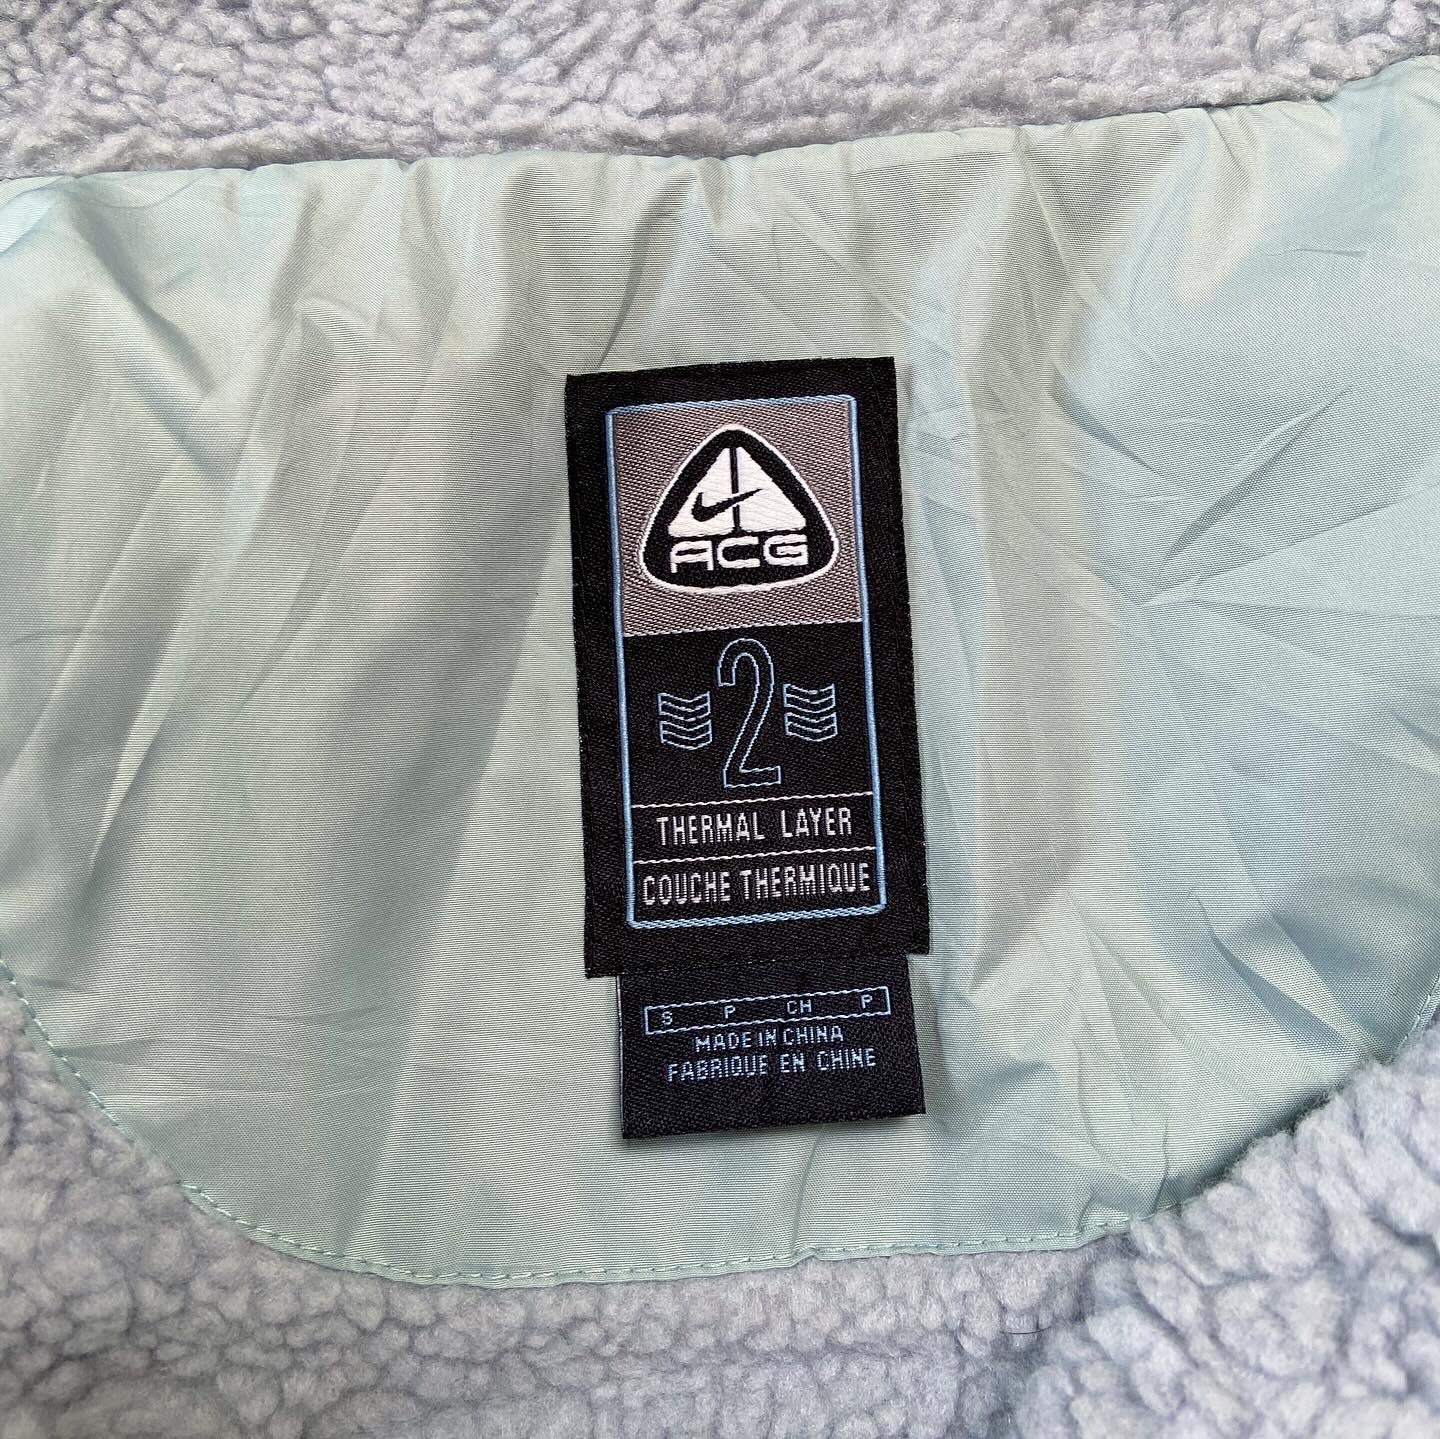 ACG
2
THERMAL LAYER
COUCHE THERMIQUE
S P CH P
MADE IN CHINA
FABRIQUE EN CHINE